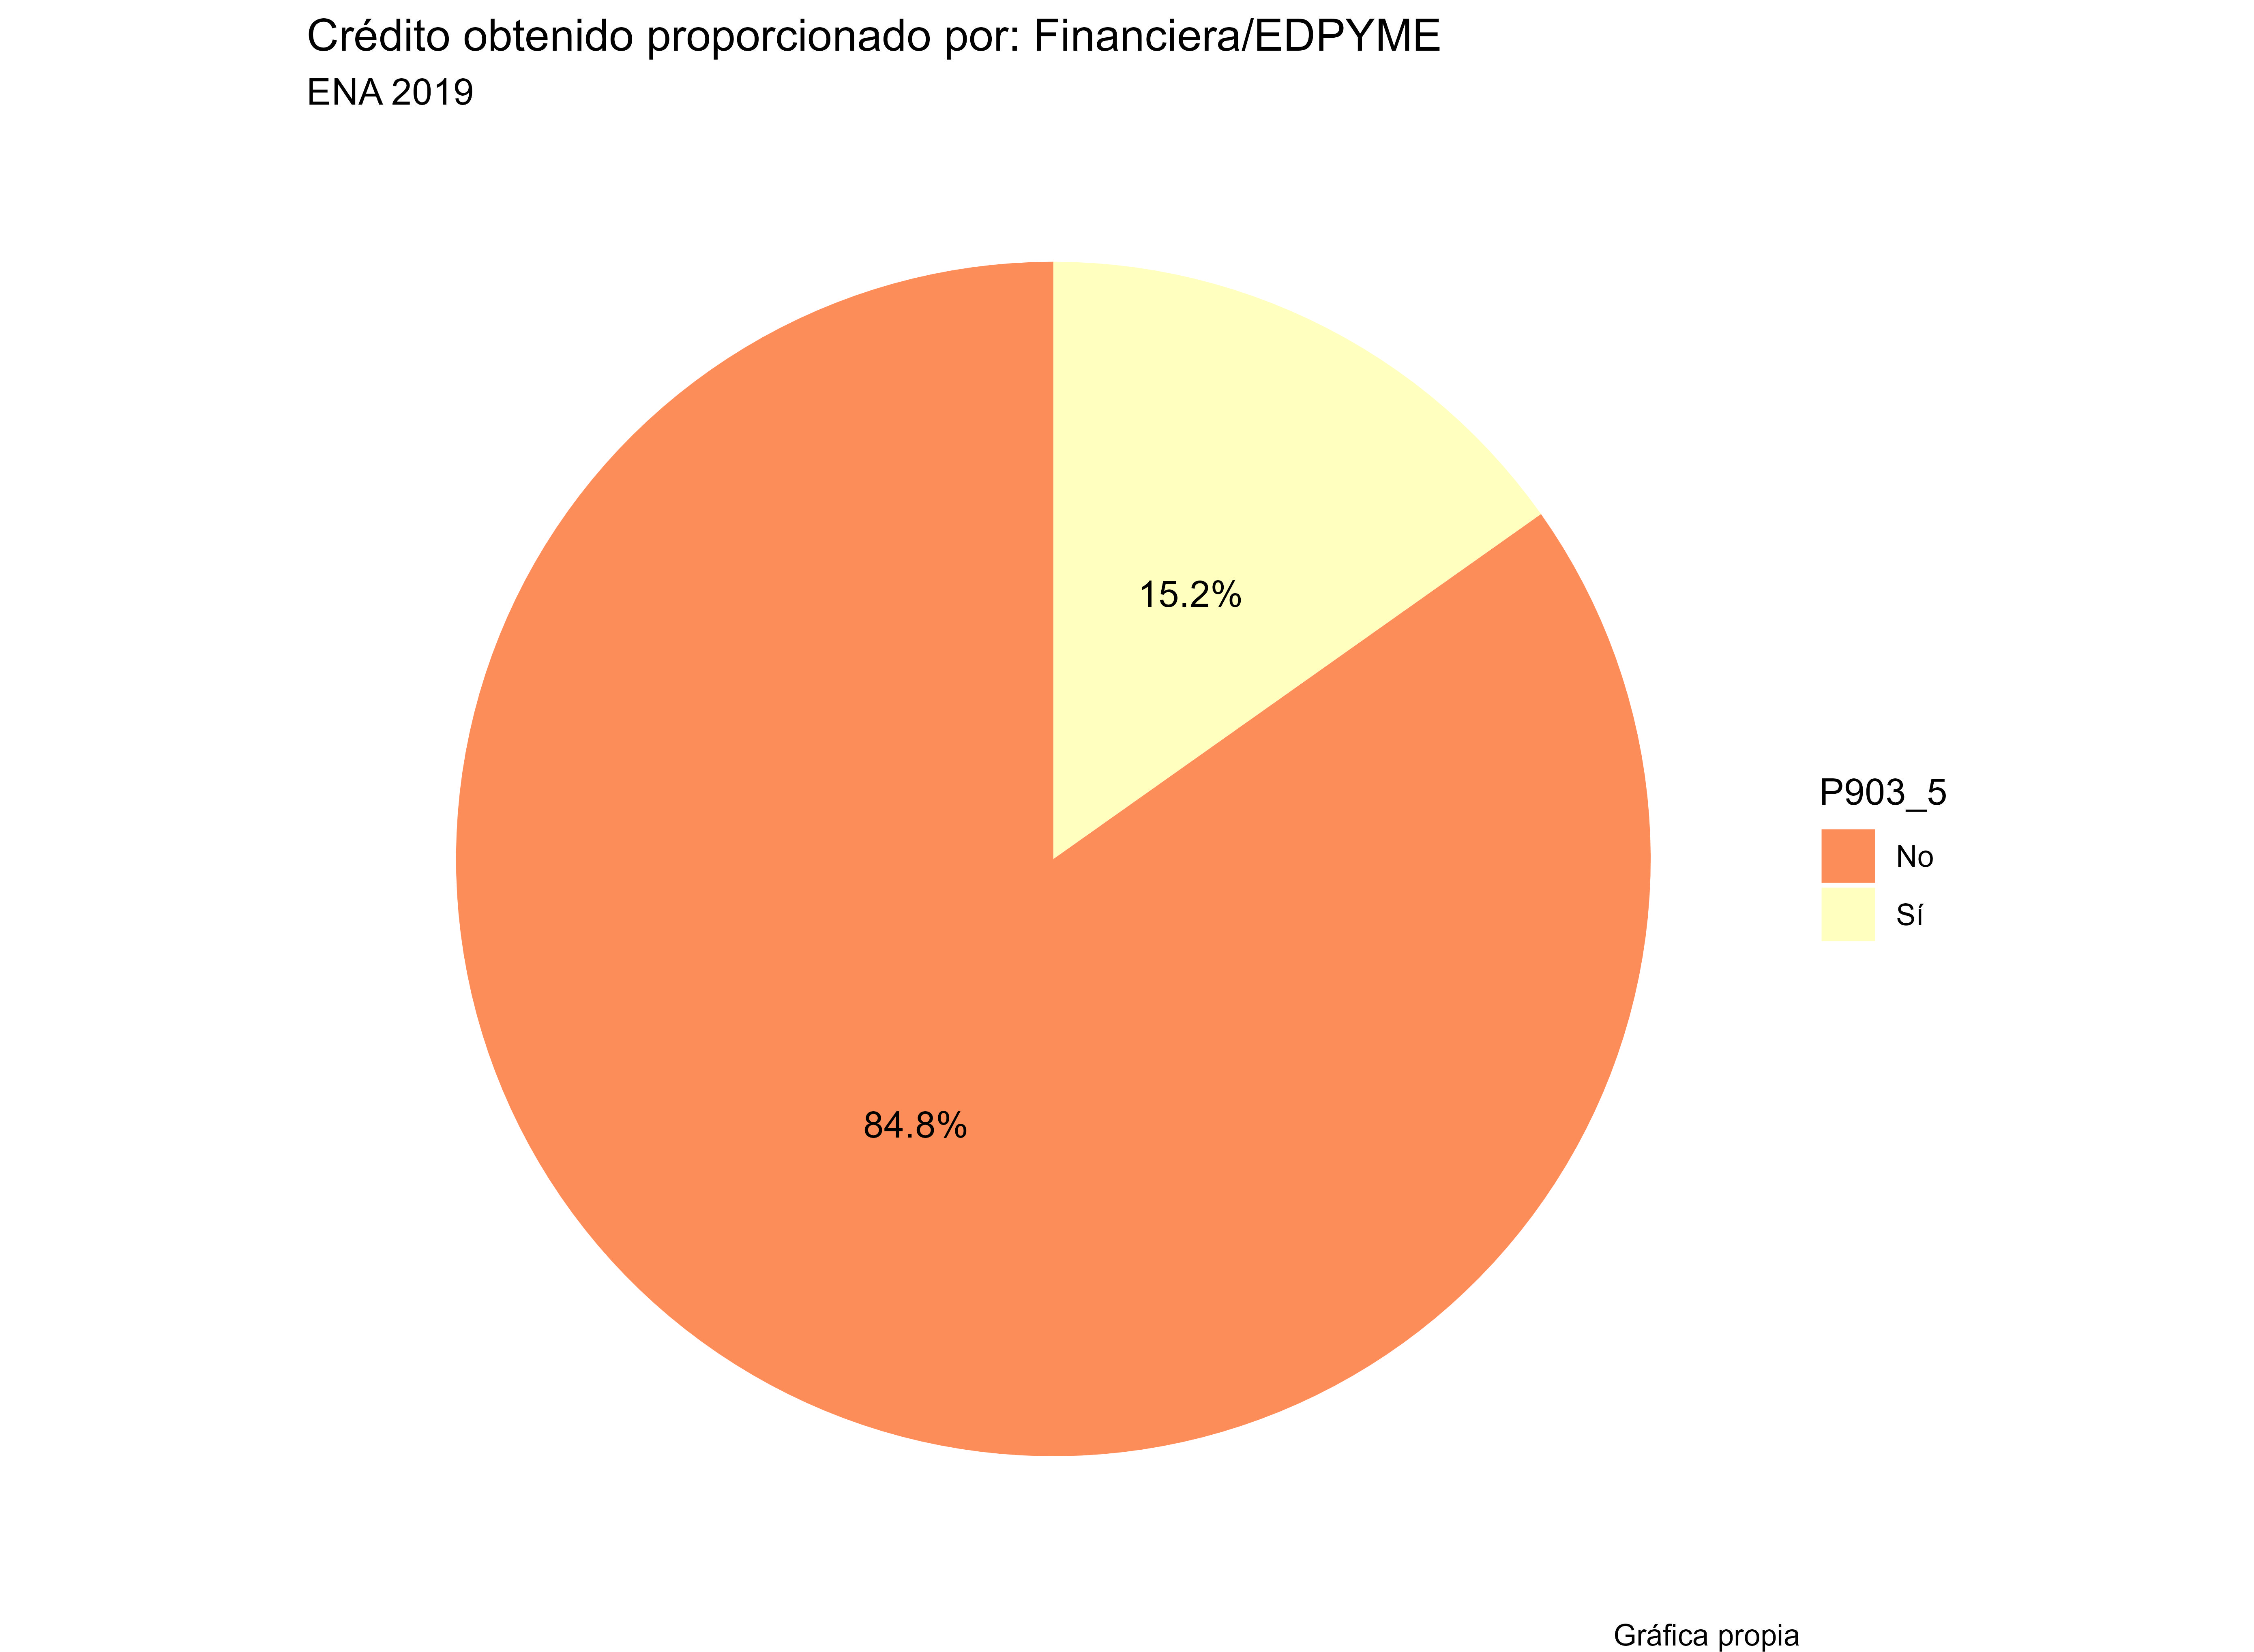 Crédito obtenido proporcionado por: Financiera/EDPYME
ENA 2019
15.2%
84.8%
P903_5
No
Sí
Gráfica propia